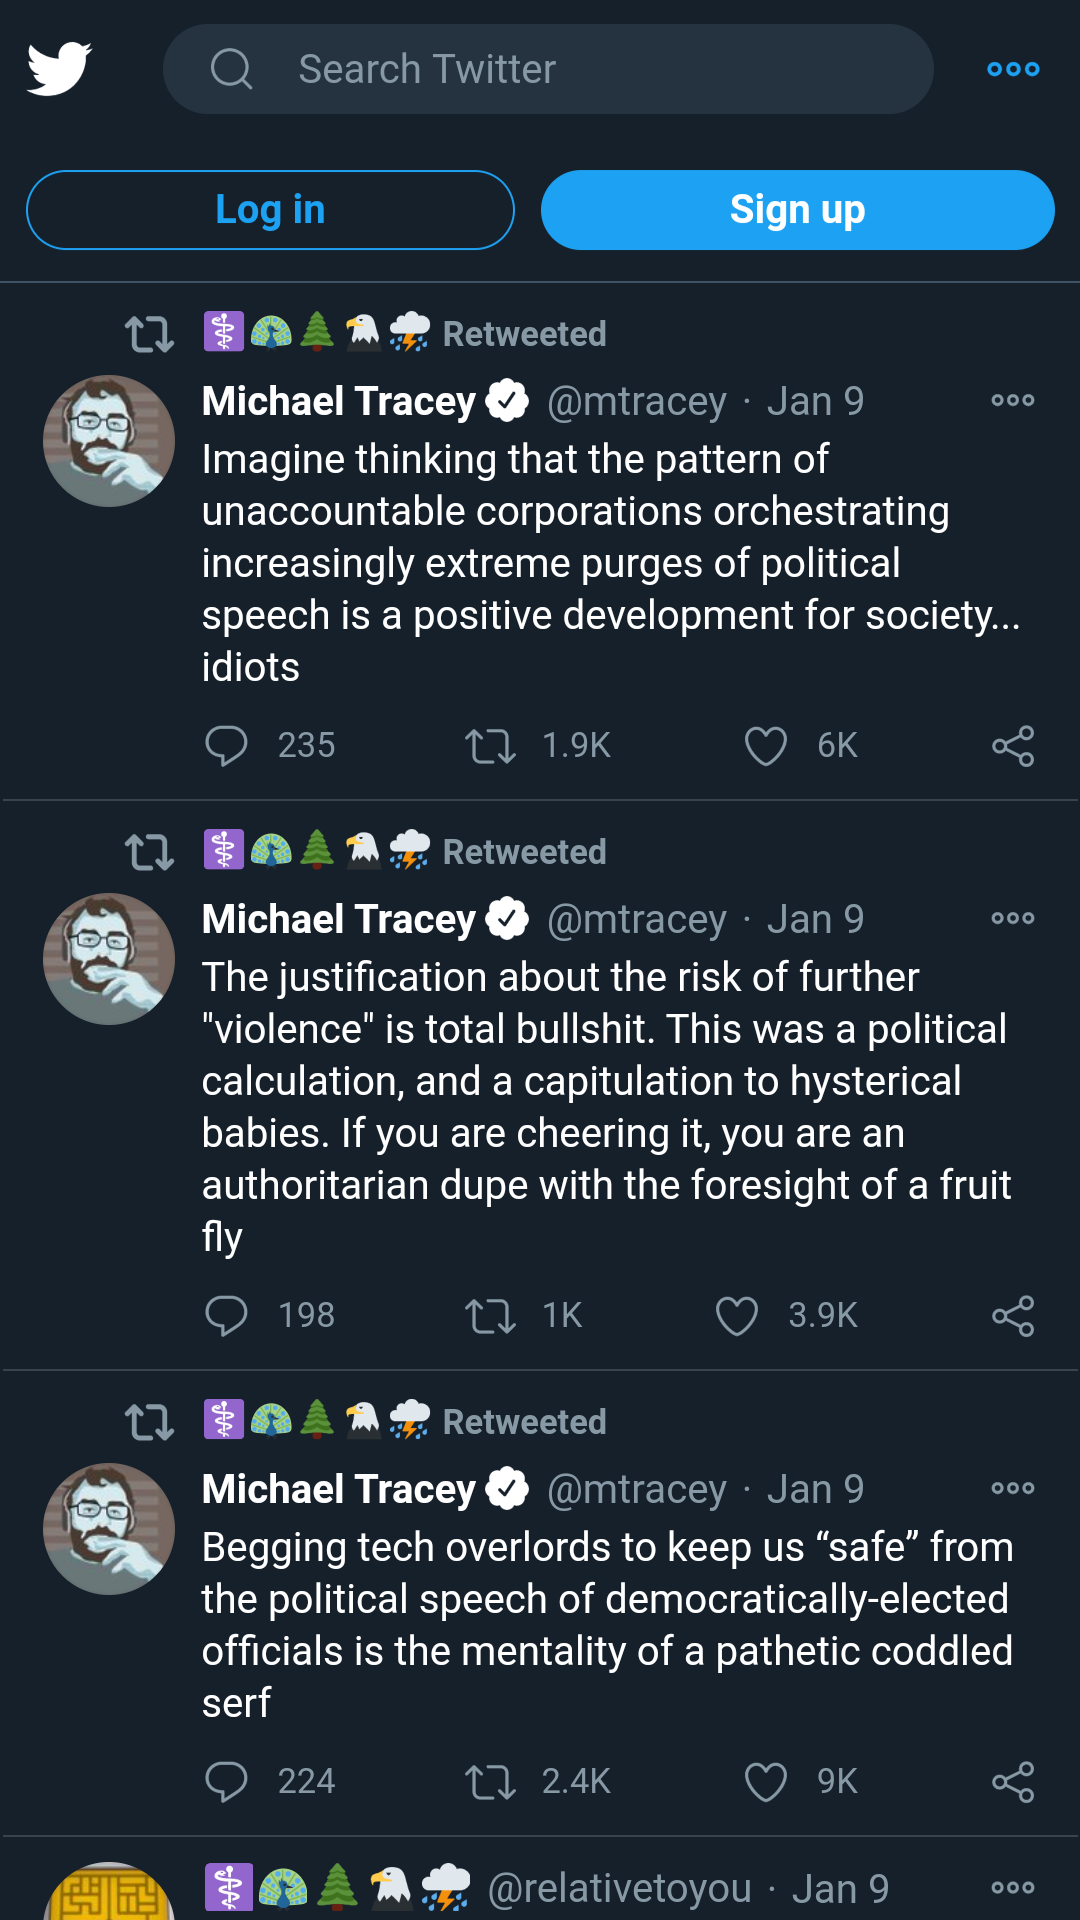 Search Twitter
Log in
Sign up
Retweeted
Michael Tracey @mtracey · Jan 9
Imagine thinking that the pattern of
unaccountable corporations orchestrating
increasingly extreme purges of political
speech is a positive development for society...
idiots
235 1.9K 6K
Retweeted
Michael Tracey @mtracey · Jan 9
The justification about the risk of further
"violence" is total bullshit. This was a political
calculation, and a capitulation to hysterical
babies. If you are cheering it, you are an
authoritarian dupe with the foresight of a fruit
fly
198 1K 3.9K
Retweeted
Michael Tracey @mtracey · Jan 9
Begging tech overlords to keep us “safe” from
the political speech of democratically-elected
officials is the mentality of a pathetic coddled
serf
224 2.4K 9K
@relativetoyou · Jan 9